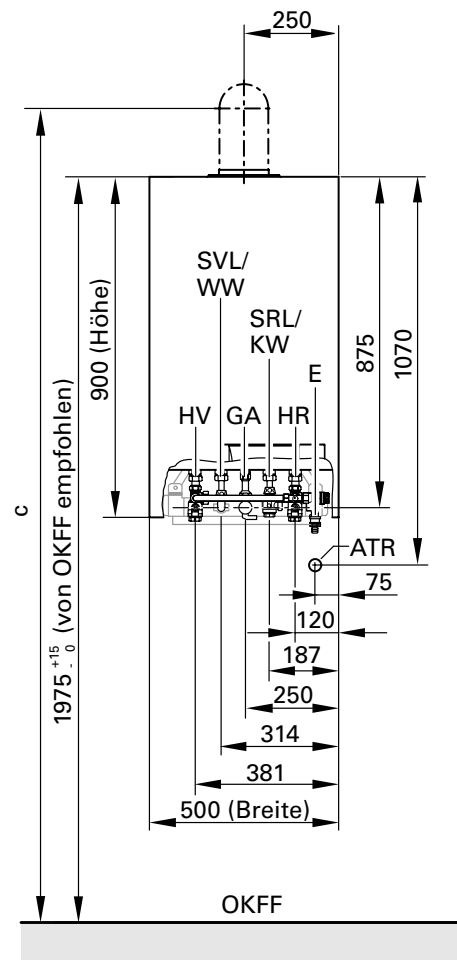 250
SVL/
WW
SRL/
KW
E
HV
GA
HR
900 (Höhe)
875
1070
c
1975 +15 - 0 (von OKFF empfohlen)
ATR
75
120
187
250
314
381
500 (Breite)
OKFF